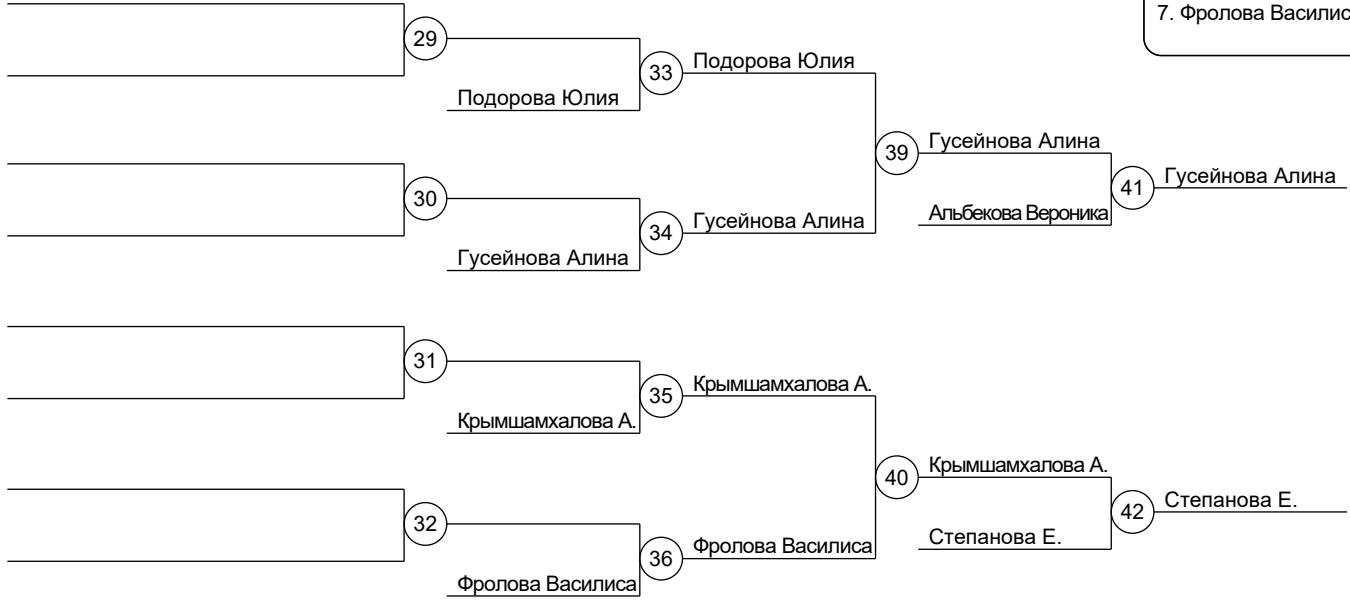 7. Фролова Василис
29
33
Подорова Юлия
Подорова Юлия
39
Гусейнова Алина
41
Гусейнова Алина
30
34
Гусейнова Алина
Альбекова Вероника
Гусейнова Алина
31
35
Крымшамхалова А.
Крымшамхалова А.
40
Крымшамхалова А.
42
Степанова Е.
32
36
Фролова Василиса
Степанова Е.
Фролова Василиса